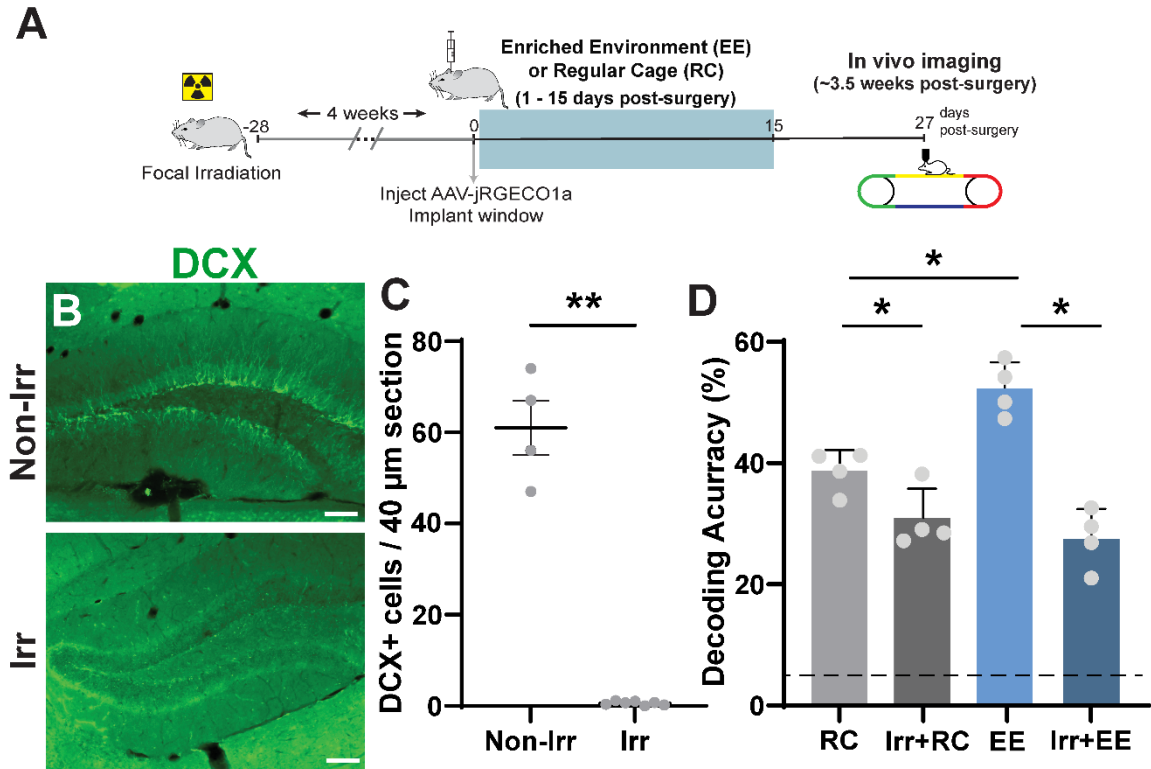 A
Enriched Environment (EE)
or Regular Cage (RC)
(1 - 15 days post-surgery)
In vivo imaging
(~3.5 weeks post-surgery)
-28
4 weeks
0
15
27
days
post-surgery
Focal Irradiation
Inject AAV-jRGECO1a
Implant window
DCX
B
Non-Irr
Irr
C
**
DCX+ cells / 40 µm section
80
60
40
20
0
Non-Irr
Irr
D
*
*
*
Decoding Acurracy (%)
60
40
20
0
RC
Irr+RC
EE
Irr+EE